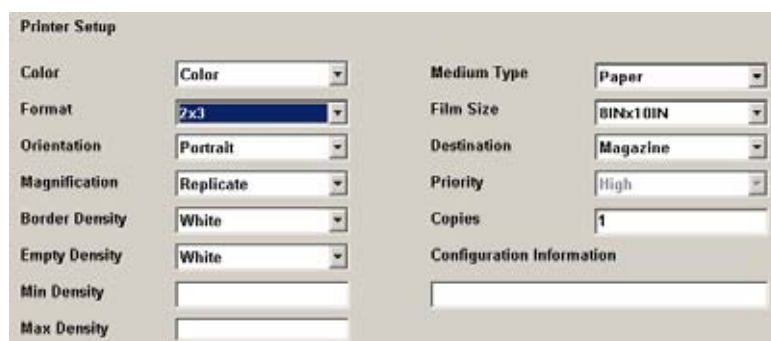 Printer Setup
Color Color Medium Type Paper
Format 2x3 Film Size 8INx10IN
Orientation Portrait Destination Magazine
Magnification Replicate Priority High
Border Density White Copies 1
Empty Density White Configuration Information
Min Density
Max Density